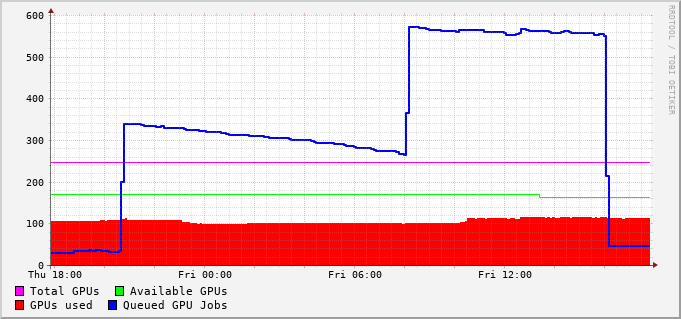 600
500
400
300
200
100
0
Thu 18:00 Fri 00:00 Fri 06:00 Fri 12:00
Total GPUs Available GPUs
GPUs used Queued GPU Jobs
RRDTOOL / TOBI OETIKER